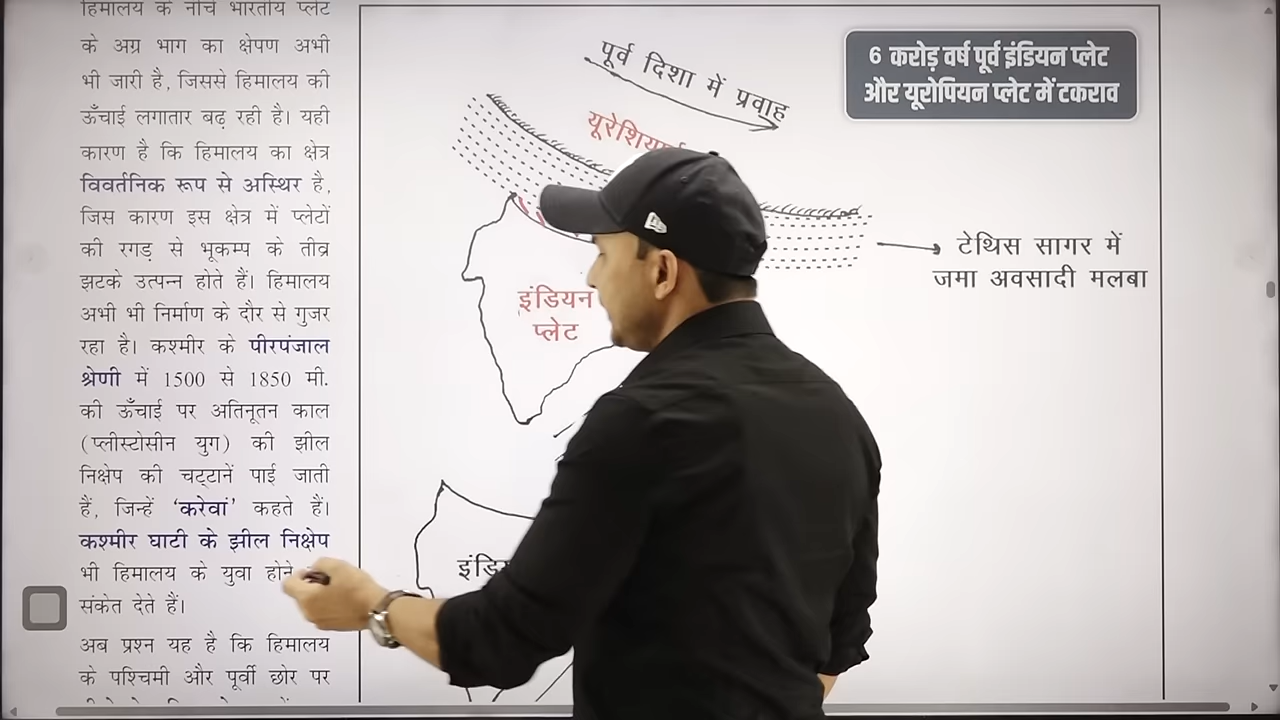 हिमालय के नीचे भारतीय प्लेट
के अग्र भाग का क्षेपण अभी
भी जारी है, जिससे हिमालय की
ऊँचाई लगातार बढ़ रही है। यही
कारण है कि हिमालय का क्षेत्र
विवर्तनिक रूप से अस्थिर है,
जिस कारण इस क्षेत्र में प्लेटों
की रगड़ से भूकम्प के तीव्र
झटके उत्पन्न होते हैं। हिमालय
अभी भी निर्माण के दौर से गुजर
रहा है। कश्मीर के पीरपंजाल
श्रेणी में 1500 से 1850 मी.
की ऊँचाई पर अतिनूतन काल
(प्लीस्टोसीन युग) की झील
निक्षेप की चट्टानें पाई जाती
हैं, जिन्हें ‘करेवां’ कहते हैं।
कश्मीर घाटी के झील निक्षेप
भी हिमालय के युवा होने
संकेत देते हैं।
अब प्रश्न यह है कि हिमालय
के पश्चिमी और पूर्वी छोर पर
पूर्व दिशा में प्रवाह
6 करोड़ वर्ष पूर्व इंडियन प्लेट
और यूरोपियन प्लेट में टकराव
टेथिस सागर में
जमा अवसादी मलबा
इंडियन
प्लेट